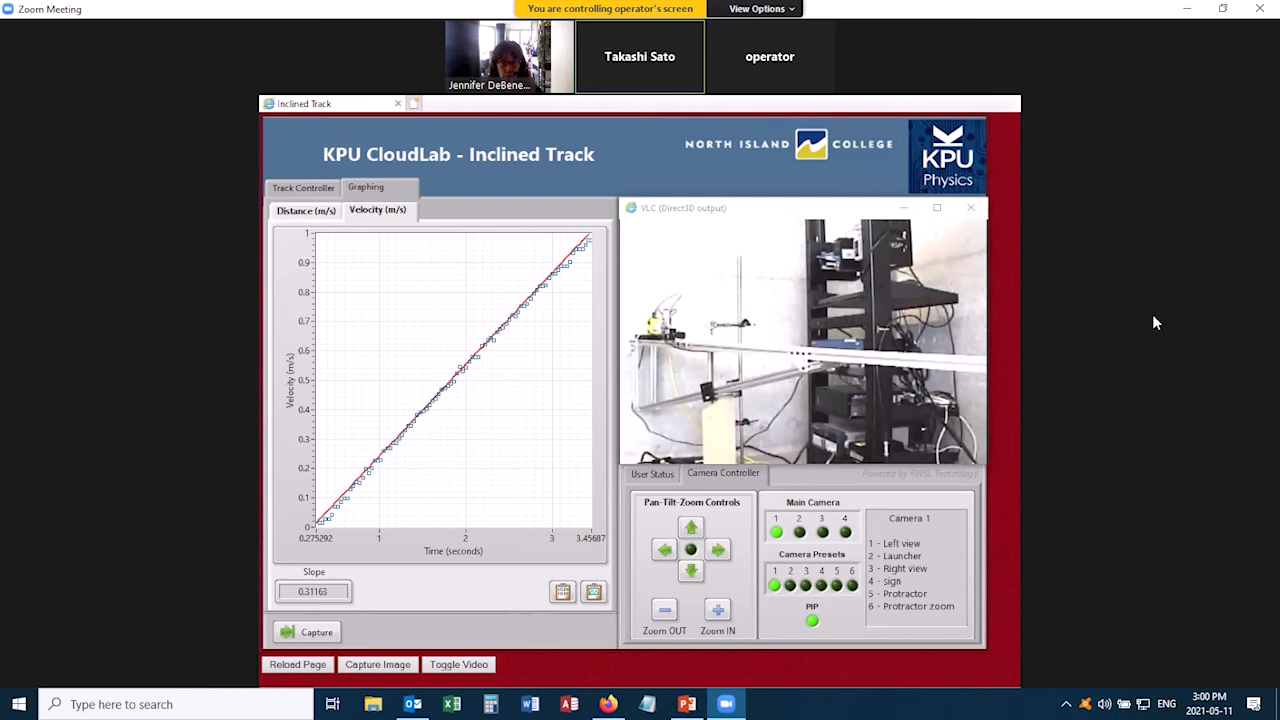 Zoom Meeting
You are controlling operator's screen
View Options
Jennifer DeBene...
Takashi Sato
operator
Inclined Track
KPU CloudLab - Inclined Track
NORTH ISLAND COLLEGE
KPU
Physics
Track Controller
Graphing
Distance (m/s)
Velocity (m/s)
VLC (Direct3D output)
1
0.9
0.8
0.7
0.6
0.5
0.4
0.3
0.2
0.1
0
Velocity (m/s)
0.275292
1
2
3
3.45687
Time (seconds)
Slope
0.31163
Capture
User Status
Camera Controller
Powered by RWSL Technology
Pan-Tilt-Zoom Controls
Zoom OUT
Zoom IN
Main Camera
1 2 3 4
Camera Presets
1 2 3 4 5 6
PIP
Camera 1
1 - Left view
2 - Launcher
3 - Right view
4 - sign
5 - Protractor
6 - Protractor zoom
Reload Page
Capture Image
Toggle Video
Type here to search
ENG
3:00 PM
2021-05-11